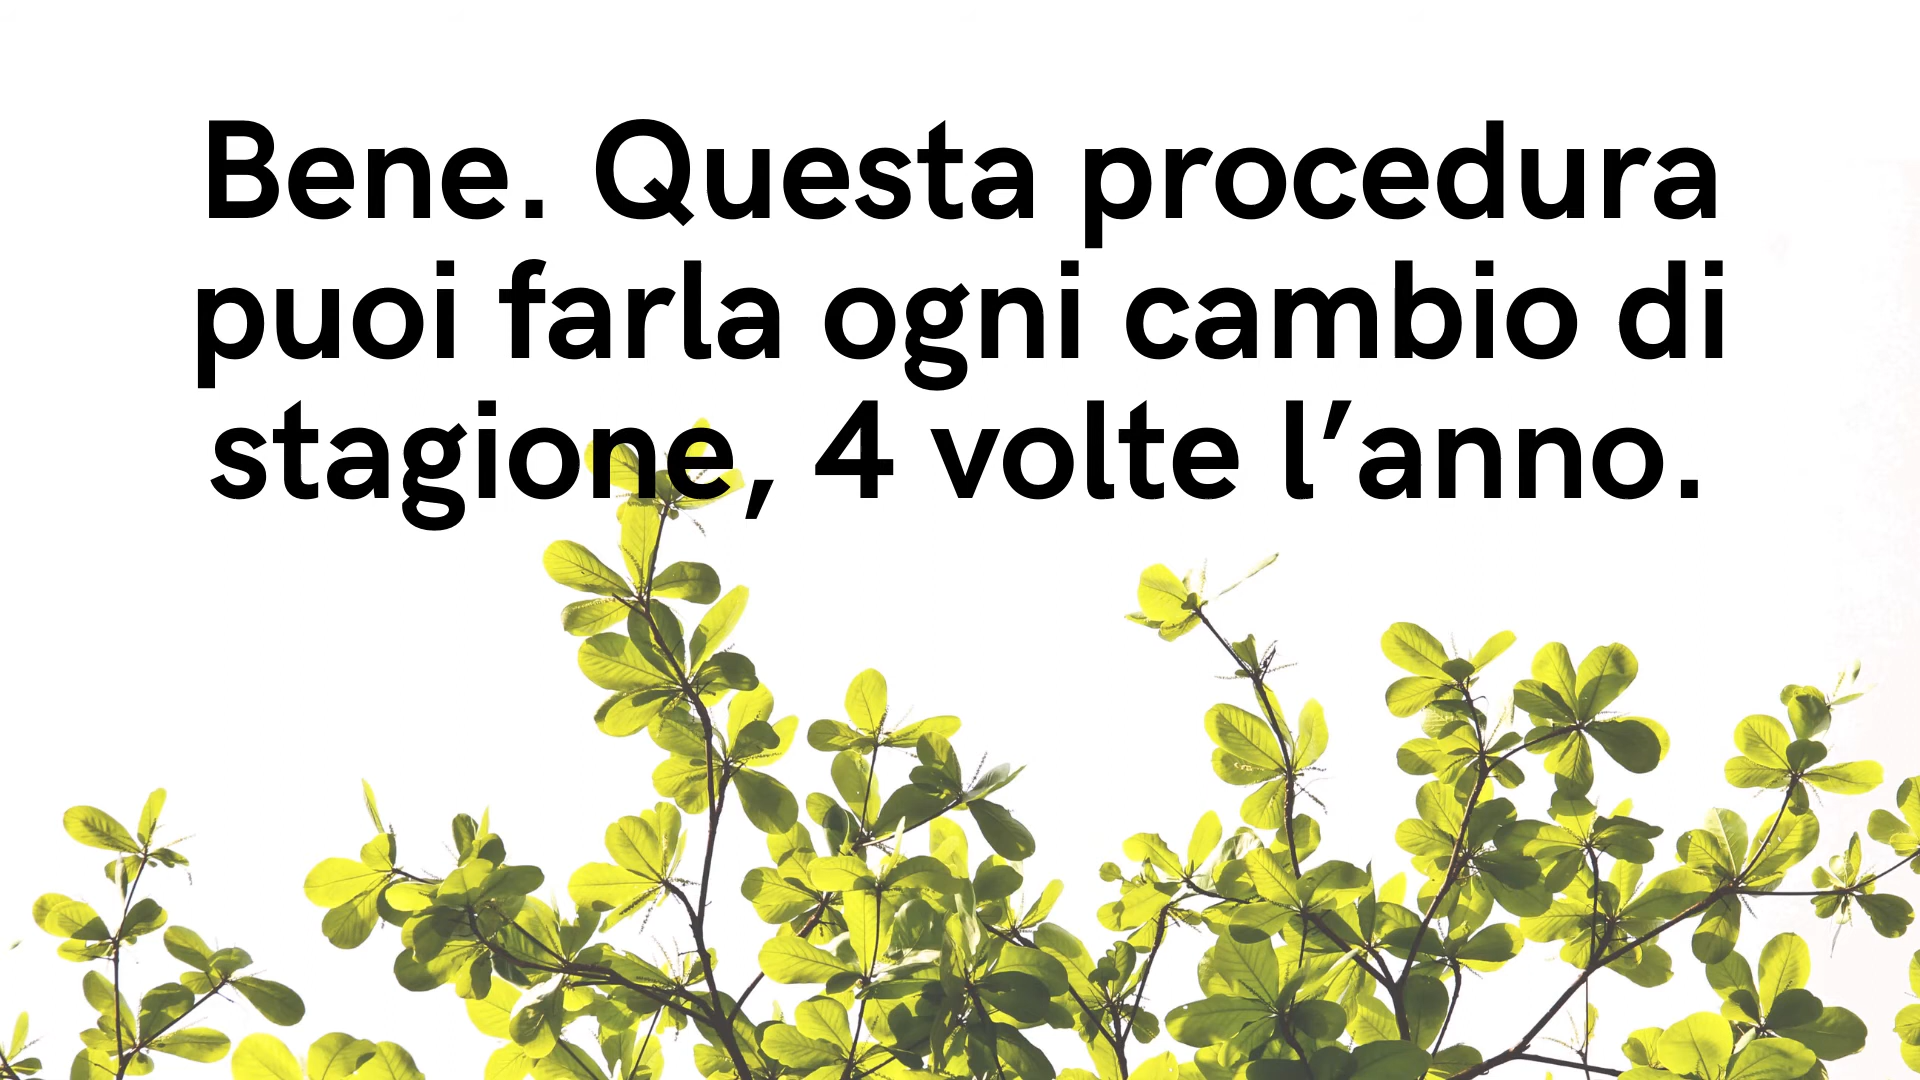 Bene. Questa procedura
puoi farla ogni cambio di
stagione, 4 volte l’anno.